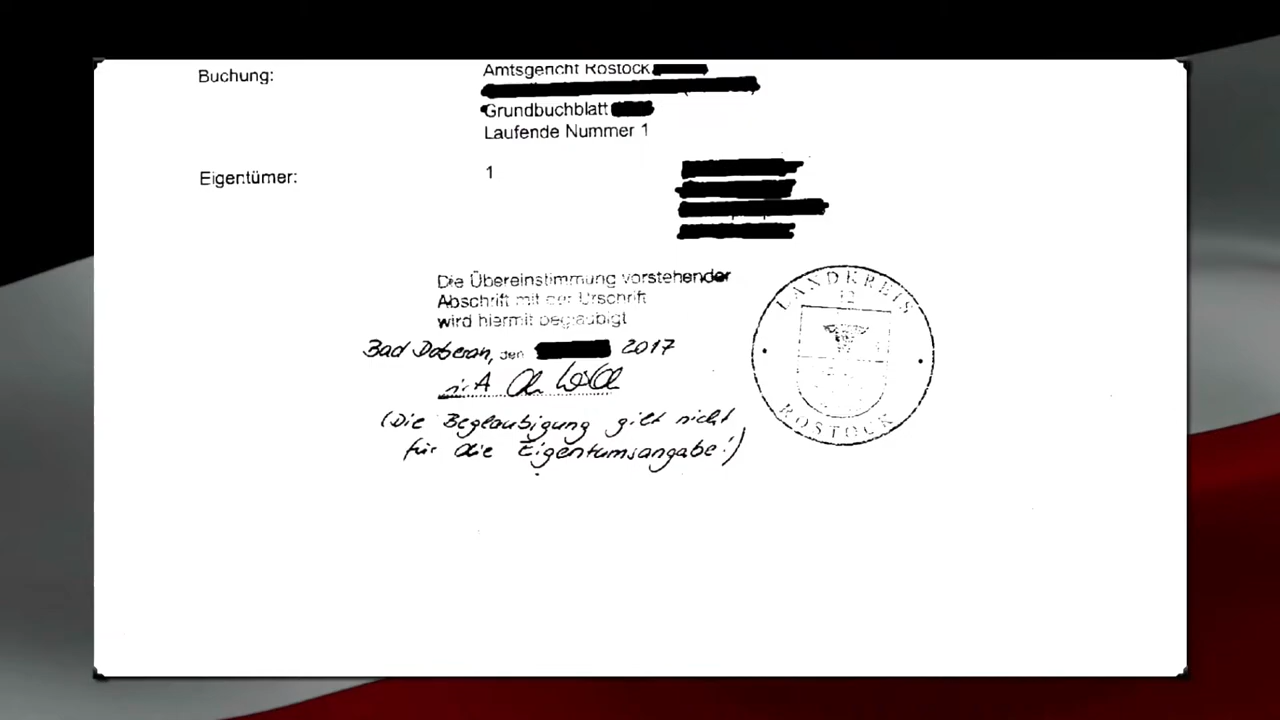 Buchung:
Amtsgericht Rostock
Grundbuchblatt
Laufende Nummer 1
Eigentümer:
1
Die Übereinstimmung vorstehender
Abschrift mit der Urschrift
wird hiermit beglaubigt
Bad Doberan, den 2017
i. A
(Die Beglaubigung gilt nicht
für die Eigentumsangabe!)
LANDKREIS
12
ROSTOCK